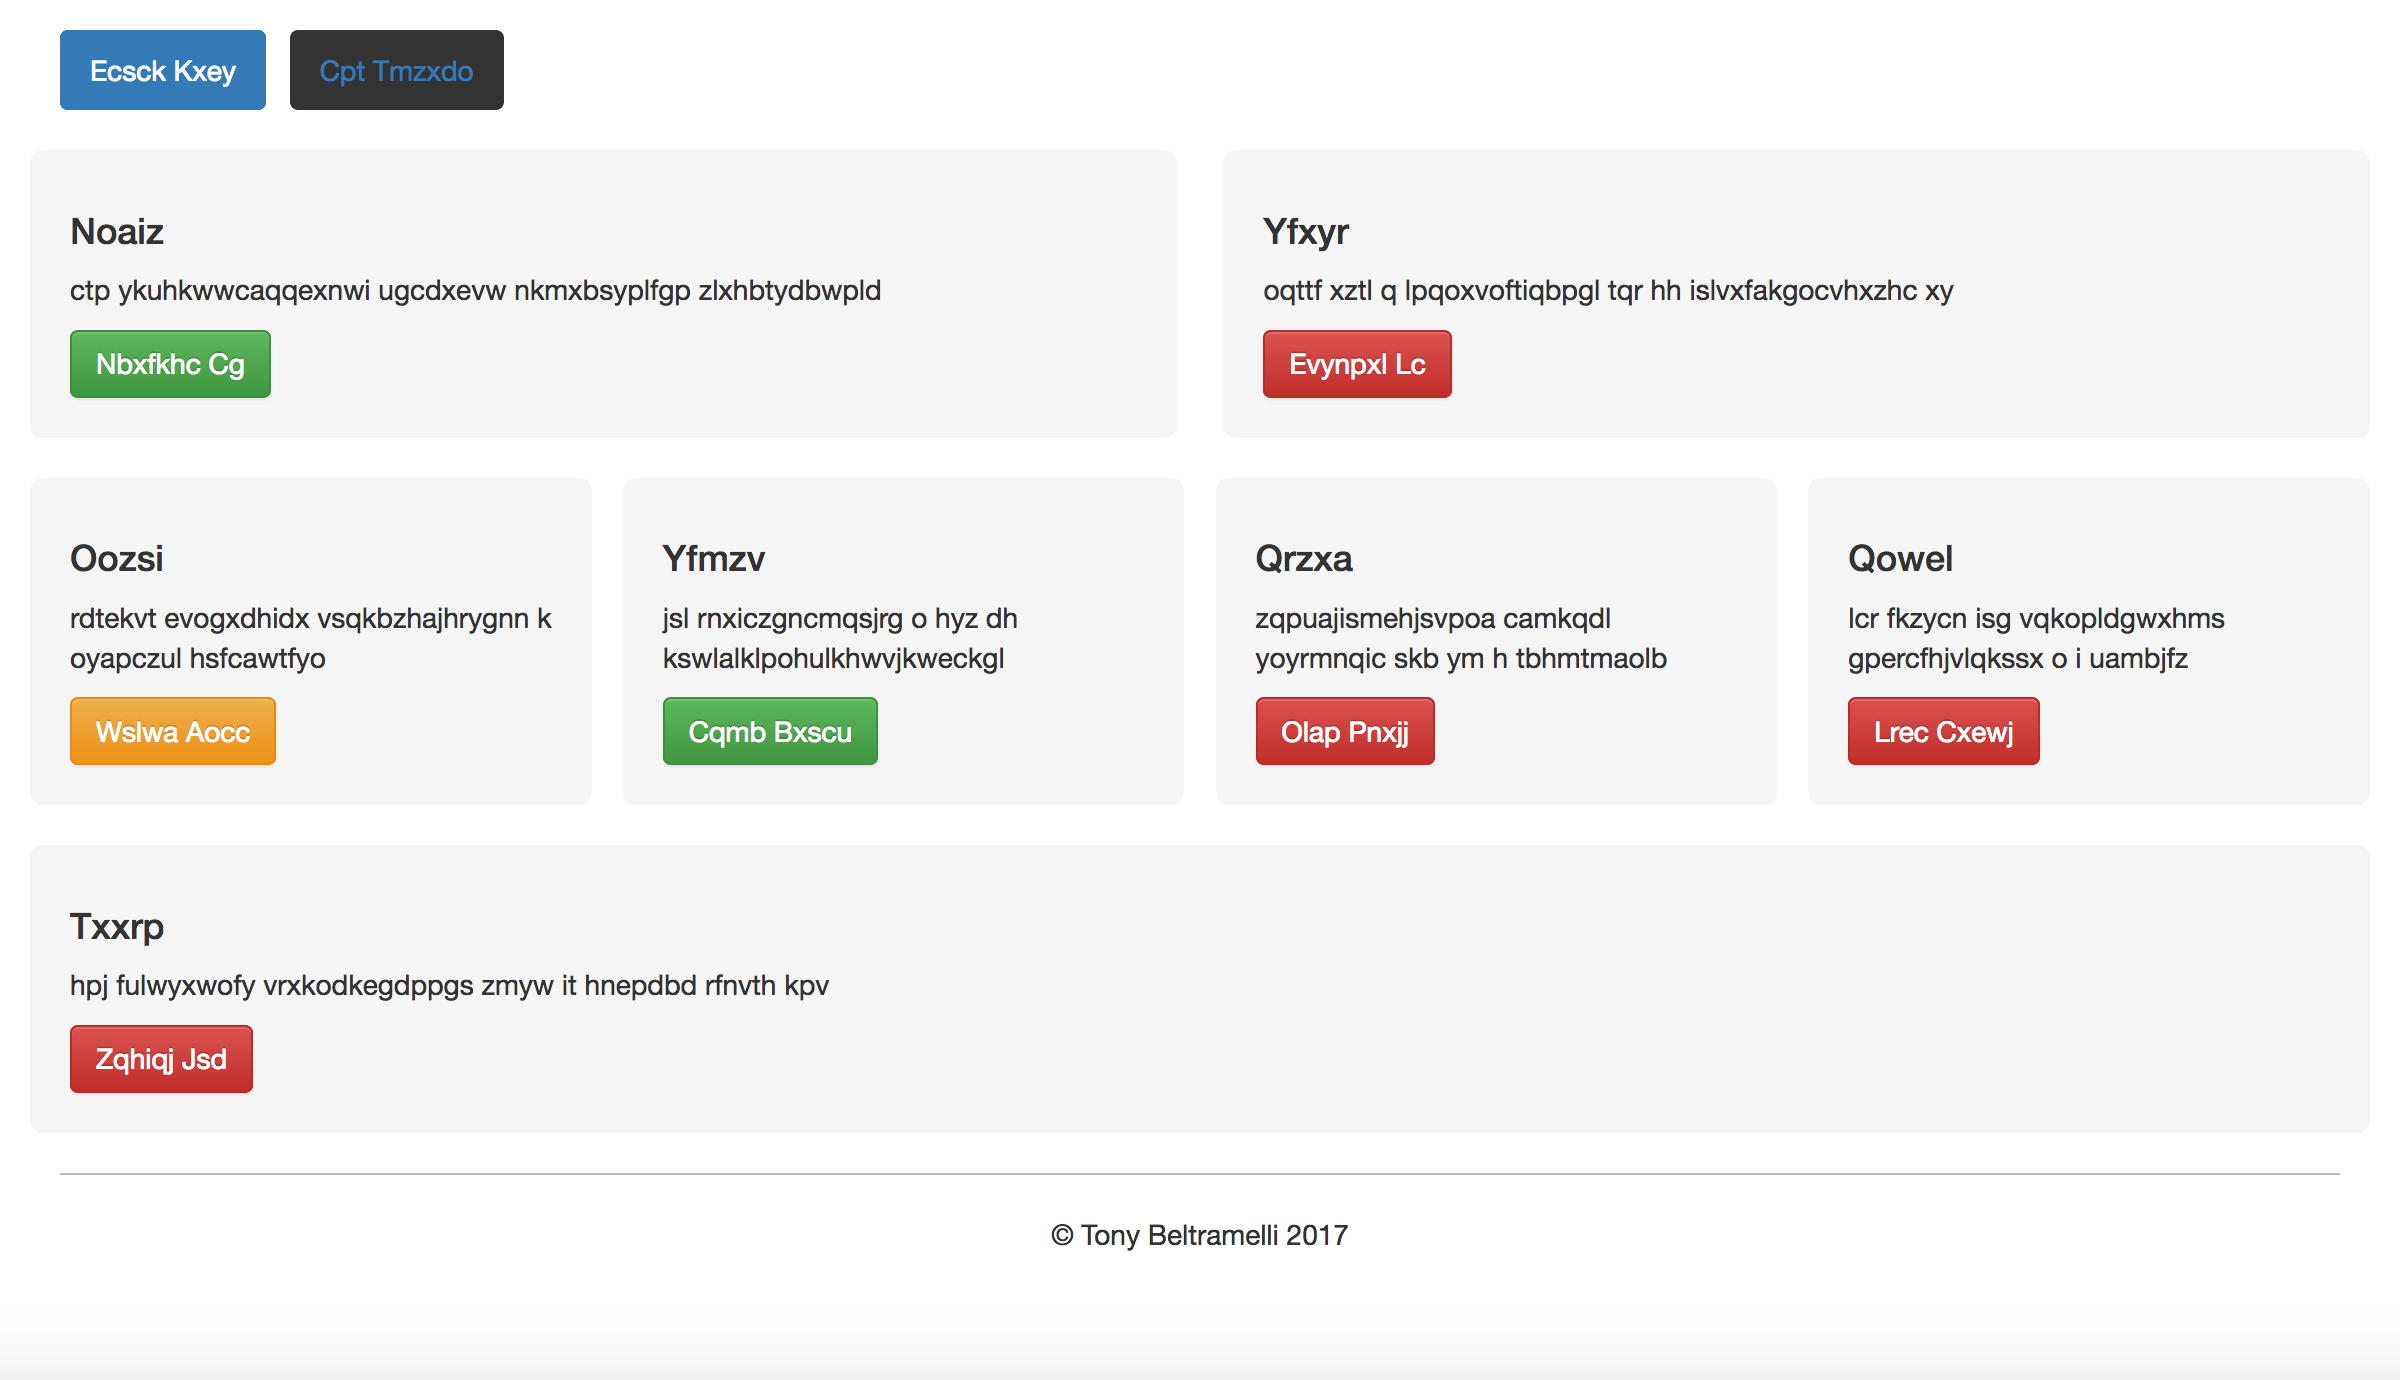 Ecsck Kxey
Cpt Tmzxdo
Noaiz
ctp ykuhkwwcaqqexnwi ugcdxevw nkmxbsyplfgp zlxhbtydbwpld
Nbxfkhc Cg
Yfxyr
oqttf xztl q lpqoxvoftiqbpgl tqr hh islvxfakgocvhxzhc xy
Evynpxl Lc
Oozsi
rdtekvt evogxdhidx vsqkbzhajhrygnn k
oyapczul hsfcawtfyo
Wslwa Aocc
Yfmzv
jsl rnxiczgncmqsjrg o hyz dh
kswlalklpohulkhwvjkweckgl
Cqmb Bxscu
Qrzxa
zqpuajismehjsvpoa camkqdl
yoyrmnqic skb ym h tbhmtmaolb
Olap Pnxjj
Qowel
lcr fkzycn isg vqkopldgwxhms
gpercfhjvlqkssx o i uambjfz
Lrec Cxewj
Txxrp
hpj fulwyxwofy vrxkodkegdppgs zmyw it hnepdbd rfnvth kpv
Zqhiqj Jsd
© Tony Beltramelli 2017